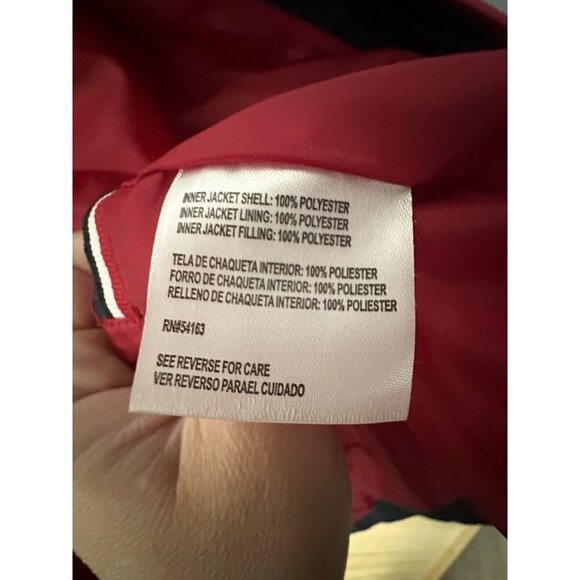 INNER JACKET SHELL: 100% POLYESTER
INNER JACKET LINING: 100% POLYESTER
INNER JACKET FILLING: 100% POLYESTER
TELA DE CHAQUETA INTERIOR: 100% POLIESTER
FORRO DE CHAQUETA INTERIOR: 100% POLIESTER
RELLENO DE CHAQUETA INTERIOR: 100% POLIESTER
RN#54163
SEE REVERSE FOR CARE
VER REVERSO PARAEL CUIDADO